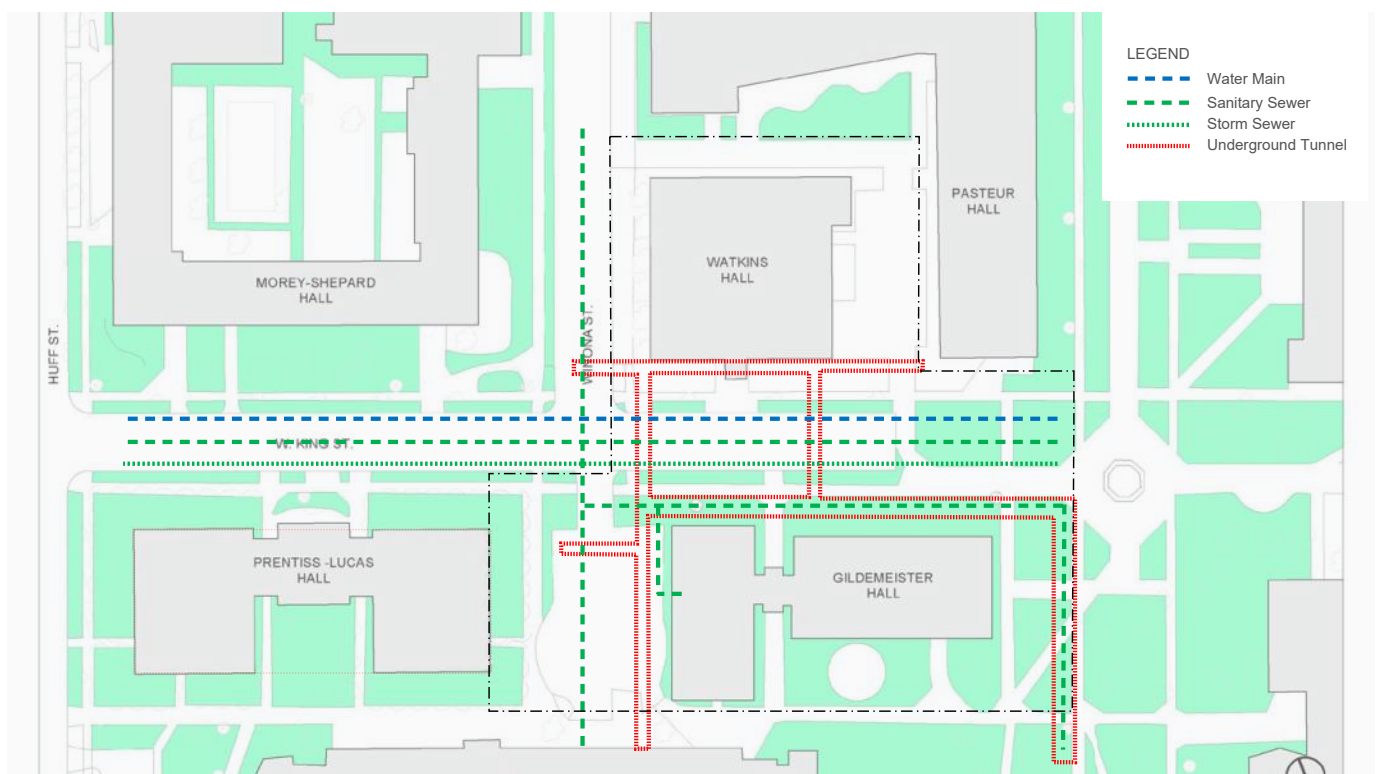 LEGEND
Water Main
Sanitary Sewer
Storm Sewer
Underground Tunnel
PASTEUR
HALL
WATKINS
HALL
MOREY-SHEPARD
HALL
HUFF ST.
WINONA ST.
W. KING ST.
PRENTISS -LUCAS
HALL
GILDEMEISTER
HALL